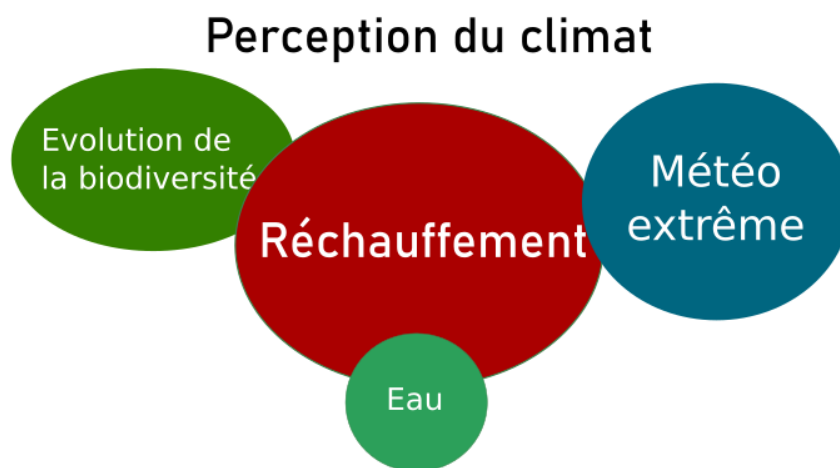 Perception du climat
Evolution de
la biodiversité
Réchauffement
Météo
extrême
Eau